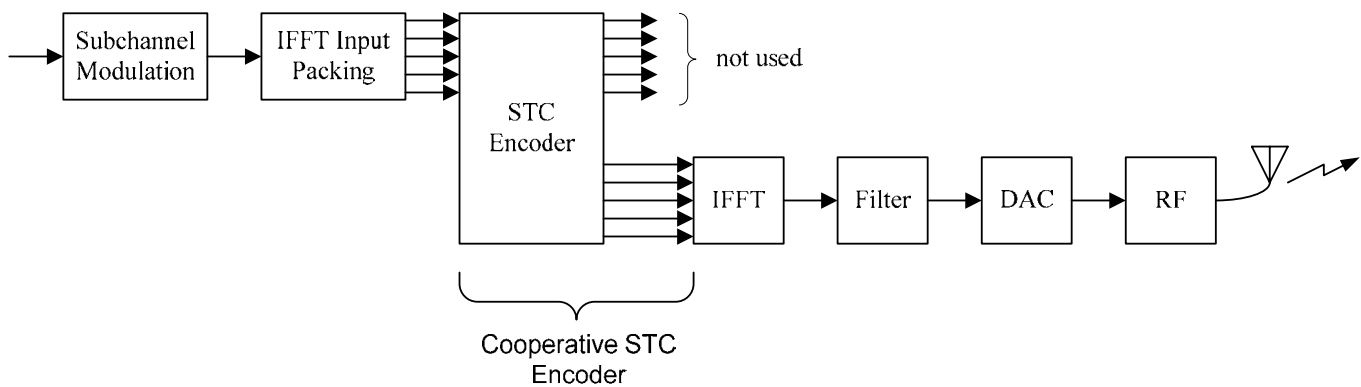 Subchannel
Modulation
IFFT Input
Packing
STC
Encoder
not used
IFFT
Filter
DAC
RF
Cooperative STC
Encoder